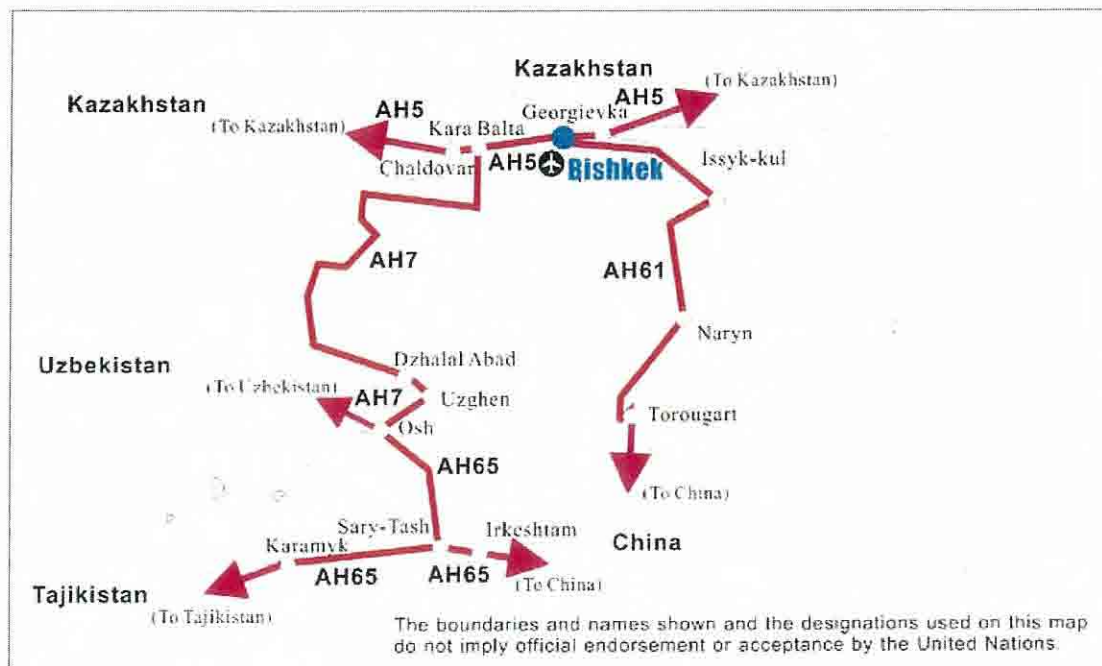 Kazakhstan
(To Kazakhstan)
Kazakhstan
AH5
AH5
Georgievka
(To Kazakhstan)
Kara Balta
Chaldovar
AH5
Bishkek
Issyk-kul
AH7
AH61
Naryn
Uzbekistan
Dzhalal Abad
(To Uzbekistan)
AH7
Uzghen
Torougart
Osh
AH65
(To China)
Sary-Tash
Irkeshtam
China
Karamyk
AH65
AH65
(To China)
Tajikistan
(To Tajikistan)
The boundaries and names shown and the designations used on this map
do not imply official endorsement or acceptance by the United Nations.